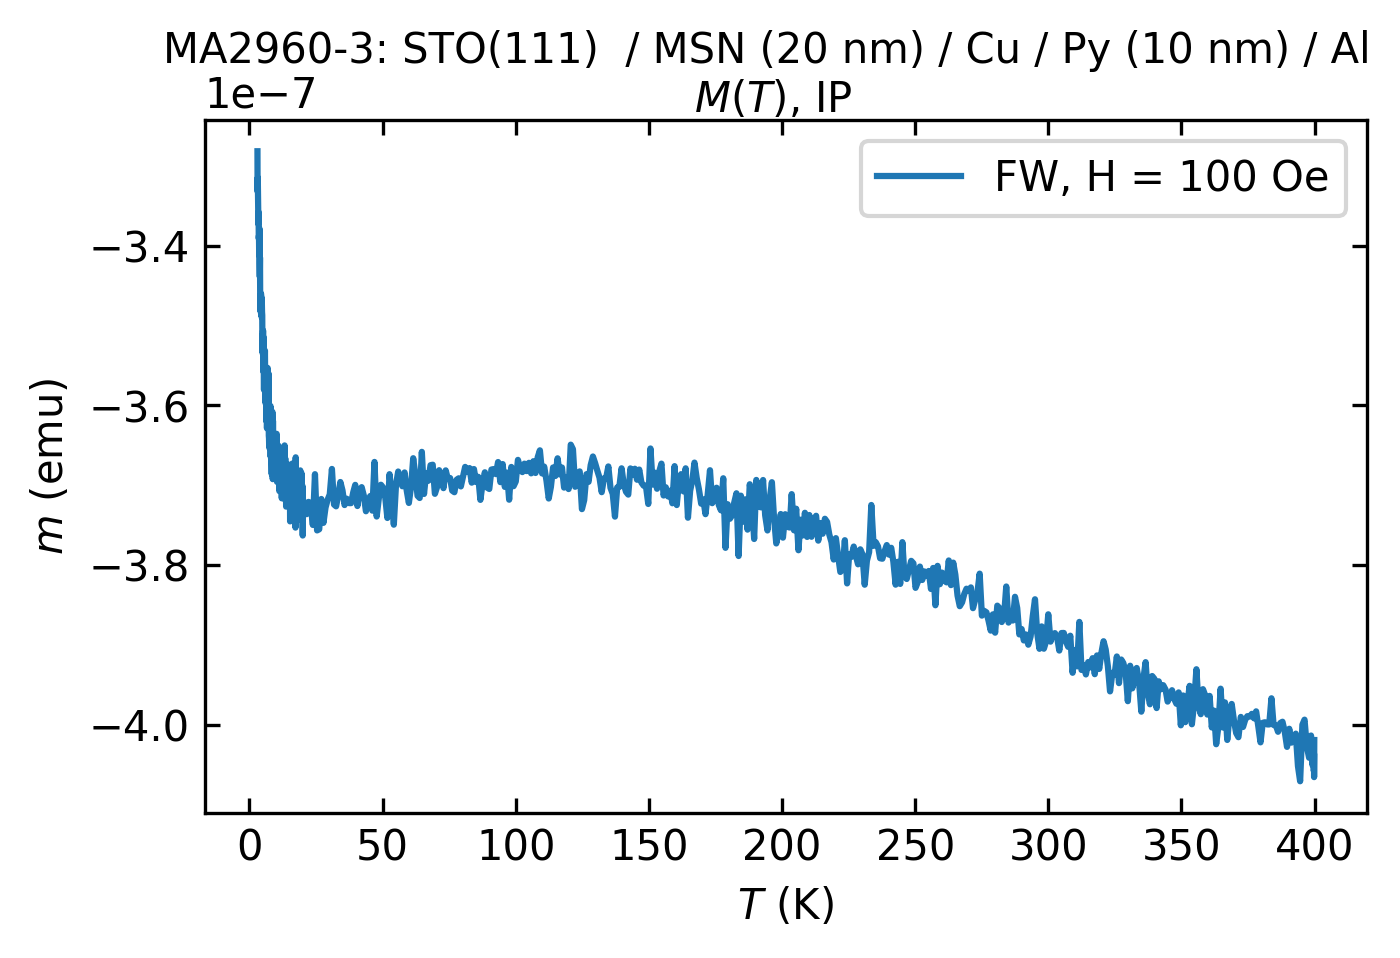 MA2960-3: STO(111)  / MSN (20 nm) / Cu / Py (10 nm) / Al
M(T), IP
1e−7
FW, H = 100 Oe
−3.4
−3.6
−3.8
−4.0
m (emu)
0 50 100 150 200 250 300 350 400
T (K)